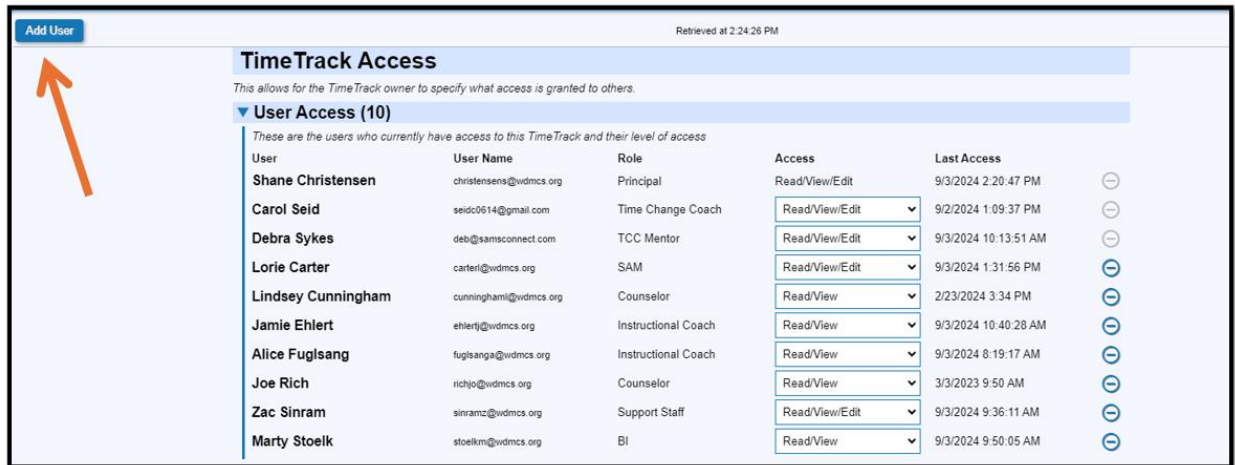 Add User
Retrieved at 2:24:26 PM
TimeTrack Access
This allows for the TimeTrack owner to specify what access is granted to others.
User Access (10)
These are the users who currently have access to this TimeTrack and their level of access
User User Name Role Access Last Access
Shane Christensen christensens@wdmcs.org Principal Read/View/Edit 9/3/2024 2:20:47 PM
Carol Seid seidc0614@gmail.com Time Change Coach Read/View/Edit 9/2/2024 1:09:37 PM
Debra Sykes deb@samsconnect.com TCC Mentor Read/View/Edit 9/3/2024 10:13:51 AM
Lorie Carter carterl@wdmcs.org SAM Read/View/Edit 9/3/2024 1:31:56 PM
Lindsey Cunningham cunninghaml@wdmcs.org Counselor Read/View 2/23/2024 3:34 PM
Jamie Ehlert ehlertj@wdmcs.org Instructional Coach Read/View 9/3/2024 10:40:28 AM
Alice Fuglsang fuglsanga@wdmcs.org Instructional Coach Read/View 9/3/2024 8:19:17 AM
Joe Rich richjo@wdmcs.org Counselor Read/View 3/3/2023 9:50 AM
Zac Sinram sinramz@wdmcs.org Support Staff Read/View/Edit 9/3/2024 9:36:11 AM
Marty Stoelk stoelkm@wdmcs.org BI Read/View 9/3/2024 9:50:05 AM